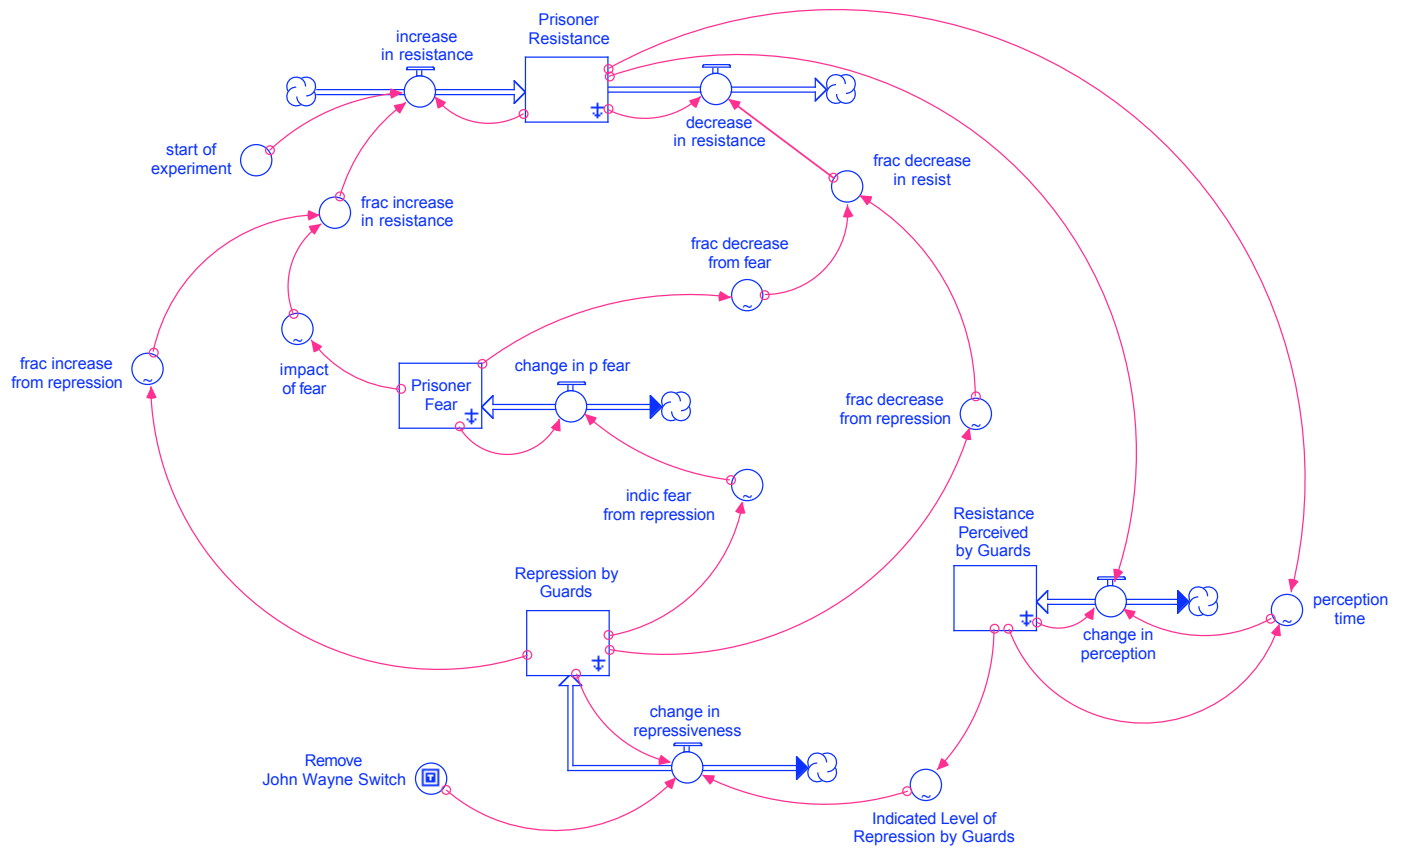 Prisoner
Resistance
increase
in resistance
decrease
in resistance
start of
experiment
frac decrease
in resist
frac increase
in resistance
frac decrease
from fear
frac increase
from repression
impact
of fear
Prisoner
Fear
change in p fear
frac decrease
from repression
indic fear
from repression
Resistance
Perceived
by Guards
Repression by
Guards
perception
time
change in
perception
change in
repressiveness
Remove
John Wayne Switch
T
Indicated Level of
Repression by Guards